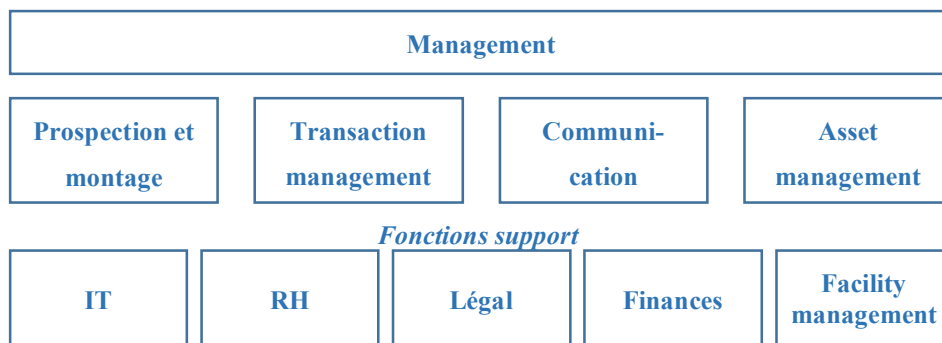 Management
Prospection et
montage
Transaction
management
Communi-
cation
Asset
management
Fonctions support
IT
RH
Légal
Finances
Facility
management